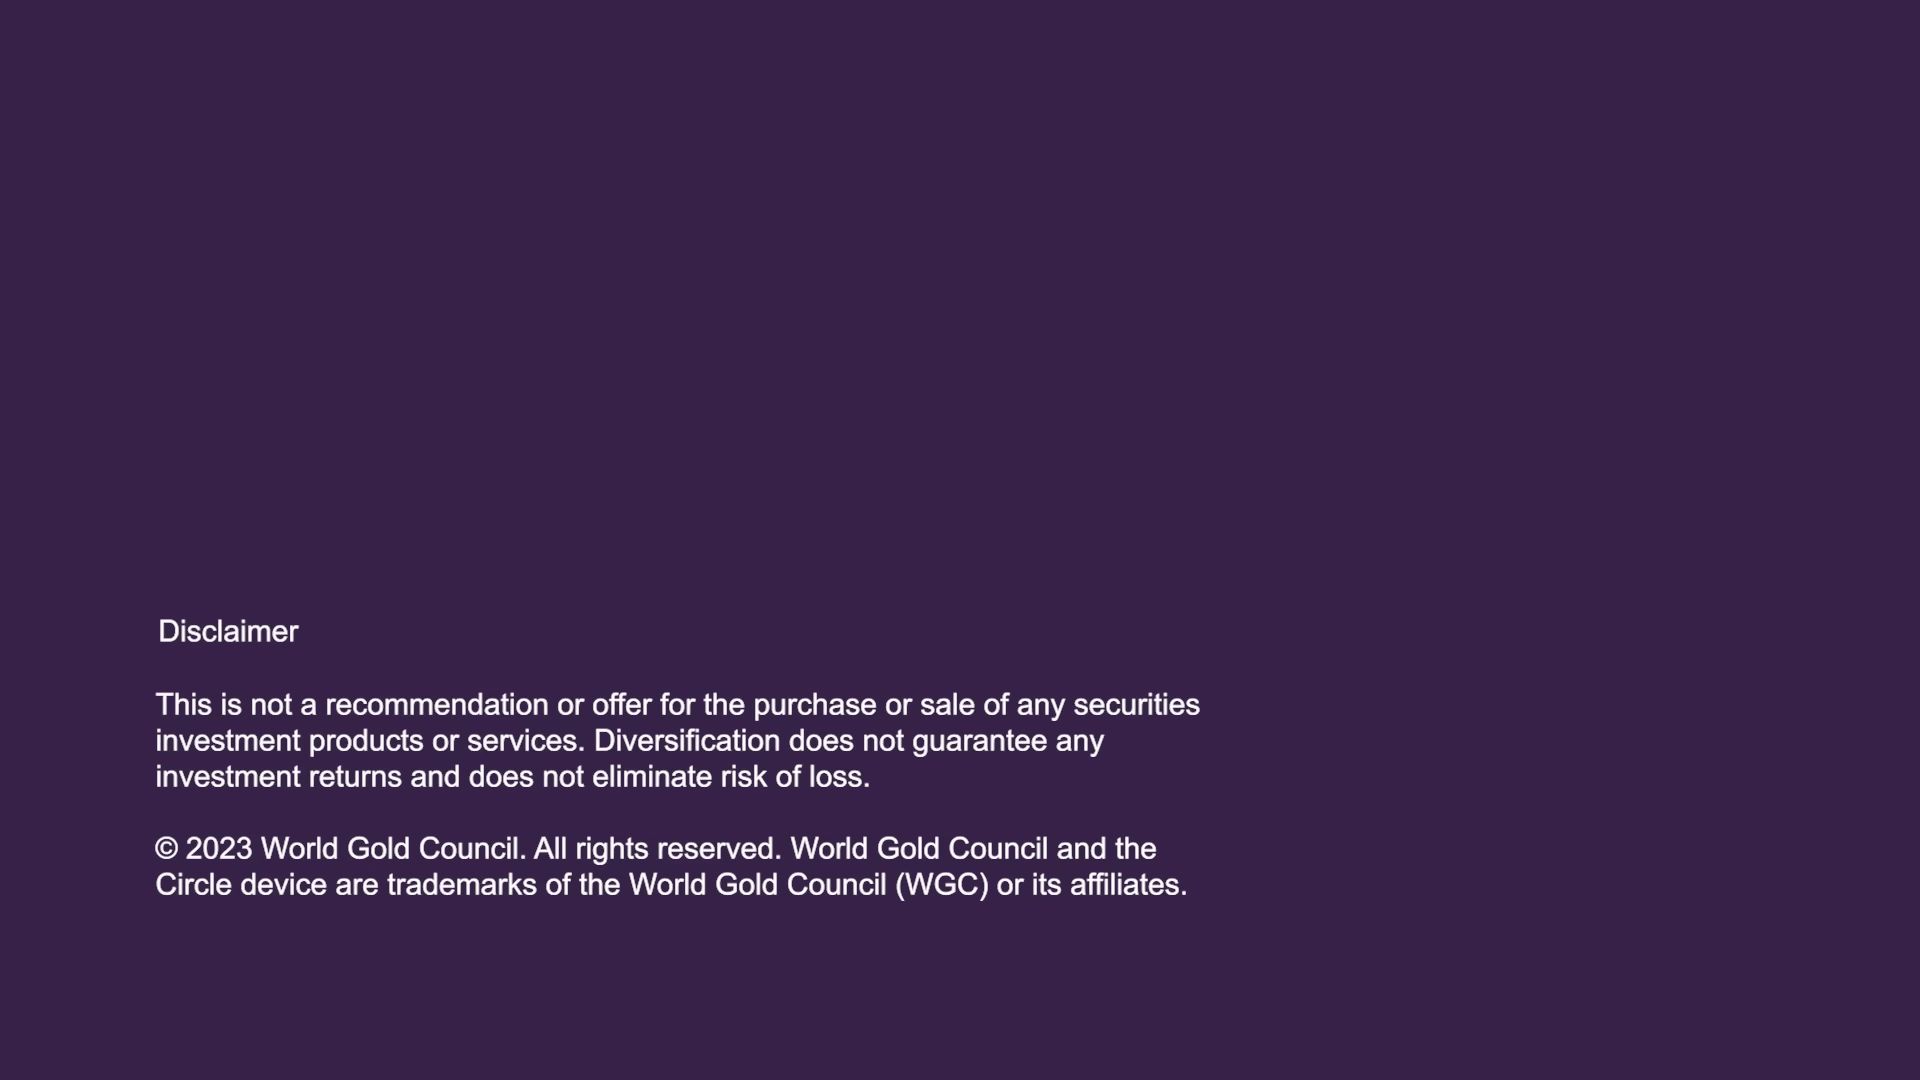 Disclaimer
This is not a recommendation or offer for the purchase or sale of any securities
investment products or services. Diversification does not guarantee any
investment returns and does not eliminate risk of loss.
© 2023 World Gold Council. All rights reserved. World Gold Council and the
Circle device are trademarks of the World Gold Council (WGC) or its affiliates.